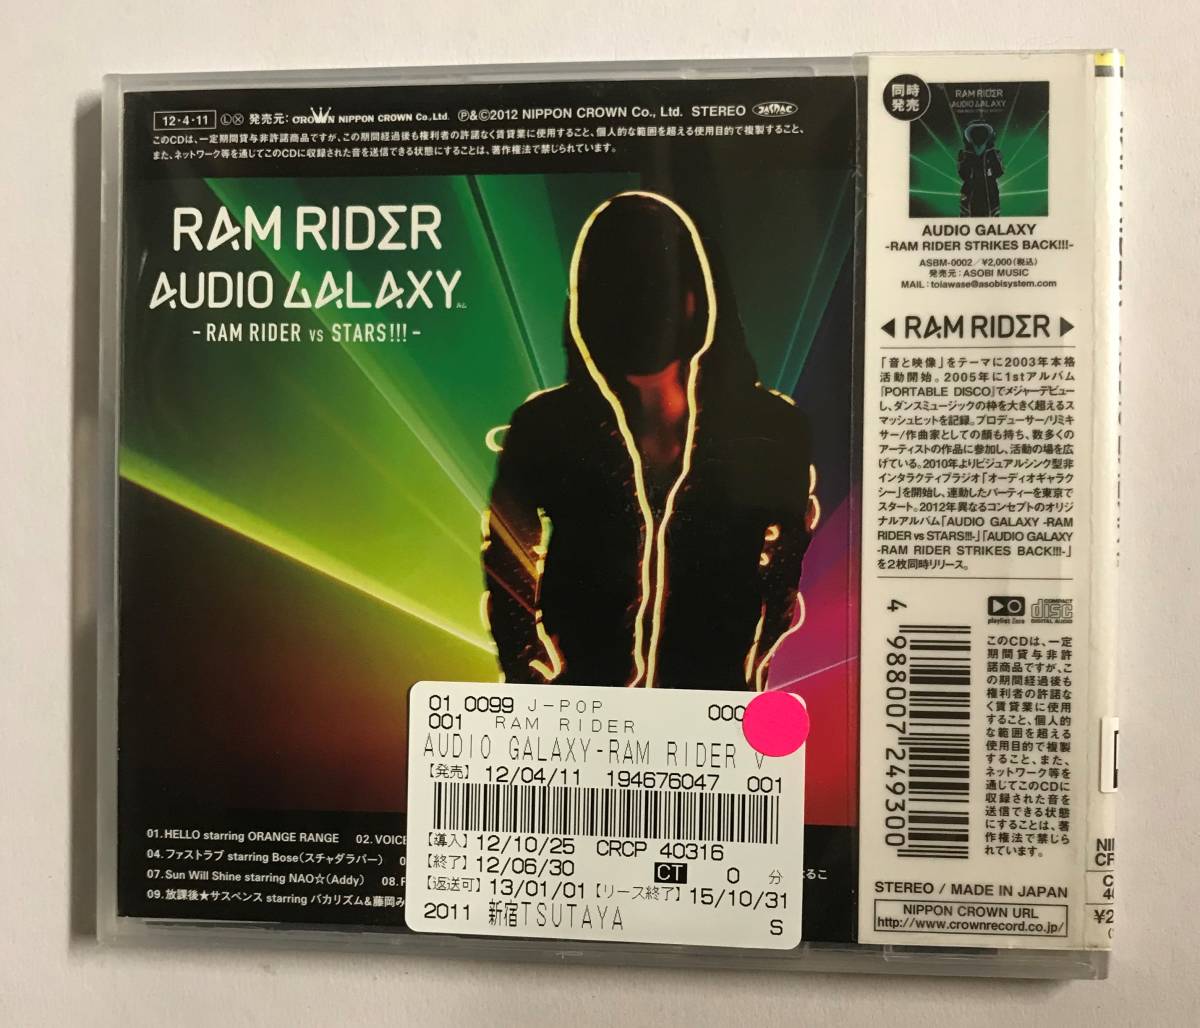 12・4・11 Ⓛ Ⓧ 発売元: CROWN NIPPON CROWN Co.,Ltd. Ⓟ&©2012 NIPPON CROWN Co., Ltd. STEREO JASRAC
このCDは、一定期間貸与非許諾商品ですが、この期間経過後も権利者の許諾なく賃貸業に使用すること、個人的な範囲を超える使用目的で複製すること、
また、ネットワーク等を通じてこのCDに収録された音を送信できる状態にすることは、著作権法で禁じられています。
RAM RIDΣR
AUDIO GALAXY
- RAM RIDER vs STARS!!! -
01.HELLO starring ORANGE RANGE 02. VOICE
04.ファストラブ starring Bose(スチャダラパー)
07.Sun Will Shine starring NAO☆(Addy) 08.
09.放課後★サスペンス starring バカリズム&藤岡み
01 0099 J-POP 000
001 RAM RIDER
AUDIO GALAXY-RAM RIDER V
【発売】 12/04/11 194676047 001
【導入】 12/10/25 CRCP 40316
【終了】 12/06/30 CT 0 分
【返送可】 13/01/01 【リース終了】 15/10/31
2011 新宿TSUTAYA S
同時
発売
RAM RIDΣR
AUDIO GALAXY
AUDIO GALAXY
-RAM RIDER STRIKES BACK!!!-
ASBM-0002/¥2,000(税込)
発売元:ASOBI MUSIC
MAIL:toiawase@asobisystem.com
◀ RAM RIDΣR ▶
「音と映像」をテーマに2003年本格
活動開始。2005年に1stアルバム
『PORTABLE DISCO』でメジャーデビュー
し、ダンスミュージックの枠を大きく超えるス
マッシュヒットを記録。プロデューサー/リミキ
サー/作曲家としての顔も持ち、数多くの
アーティストの作品に参加し、活動の場を広
げている。2010年よりビジュアルシンク型非
インタラクティブラジオ「オーディオギャラク
シー」を開始し、連動したパーティーを東京で
スタート。2012年異なるコンセプトのオリジ
ナルアルバム「AUDIO GALAXY -RAM
RIDER vs STARS!!!-」「AUDIO GALAXY
-RAM RIDER STRIKES BACK!!!-」
を2枚同時リリース。
playlist Zero
COMPACT disc DIGITAL AUDIO
4 988007 249300
このCDは、一定
期間貸与非許
諾商品ですが、こ
の期間経過後も
権利者の許諾な
く賃貸業に使用
すること、個人的
な範囲を超える
使用目的で複製
すること、また、
ネットワーク等を
通じてこのCDに
収録された音を
送信できる状態
にすることは、著
作権法で禁じら
れています。
STEREO / MADE IN JAPAN
NIPPON CROWN URL
http://www.crownrecord.co.jp/